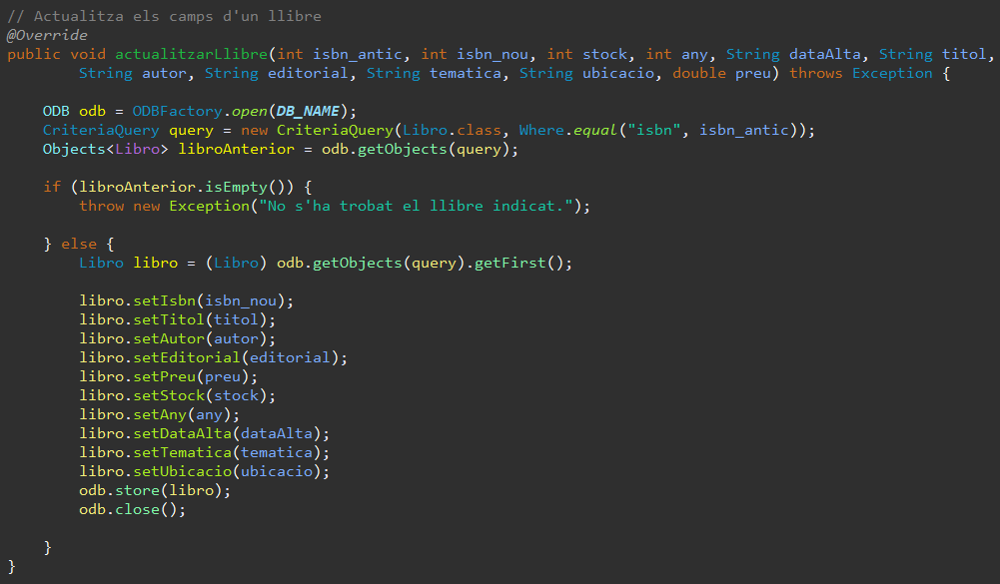 // Actualitza els camps d'un llibre
@Override
public void actualitzarLlibre(int isbn_antic, int isbn_nou, int stock, int any, String dataAlta, String titol,
        String autor, String editorial, String tematica, String ubicacio, double preu) throws Exception {

    ODB odb = ODBFactory.open(DB_NAME);
    CriteriaQuery query = new CriteriaQuery(Libro.class, Where.equal("isbn", isbn_antic));
    Objects<Libro> libroAnterior = odb.getObjects(query);

    if (libroAnterior.isEmpty()) {
        throw new Exception("No s'ha trobat el llibre indicat.");

    } else {
        Libro libro = (Libro) odb.getObjects(query).getFirst();

        libro.setIsbn(isbn_nou);
        libro.setTitol(titol);
        libro.setAutor(autor);
        libro.setEditorial(editorial);
        libro.setPreu(preu);
        libro.setStock(stock);
        libro.setAny(any);
        libro.setDataAlta(dataAlta);
        libro.setTematica(tematica);
        libro.setUbicacio(ubicacio);
        odb.store(libro);
        odb.close();

    }
}